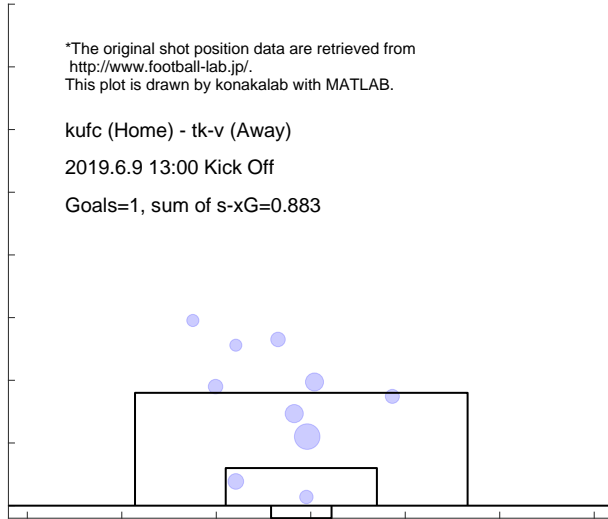 *The original shot position data are retrieved from
http://www.football-lab.jp/.
This plot is drawn by konakalab with MATLAB.
kufc (Home) - tk-v (Away)
2019.6.9 13:00 Kick Off
Goals=1, sum of s-xG=0.883